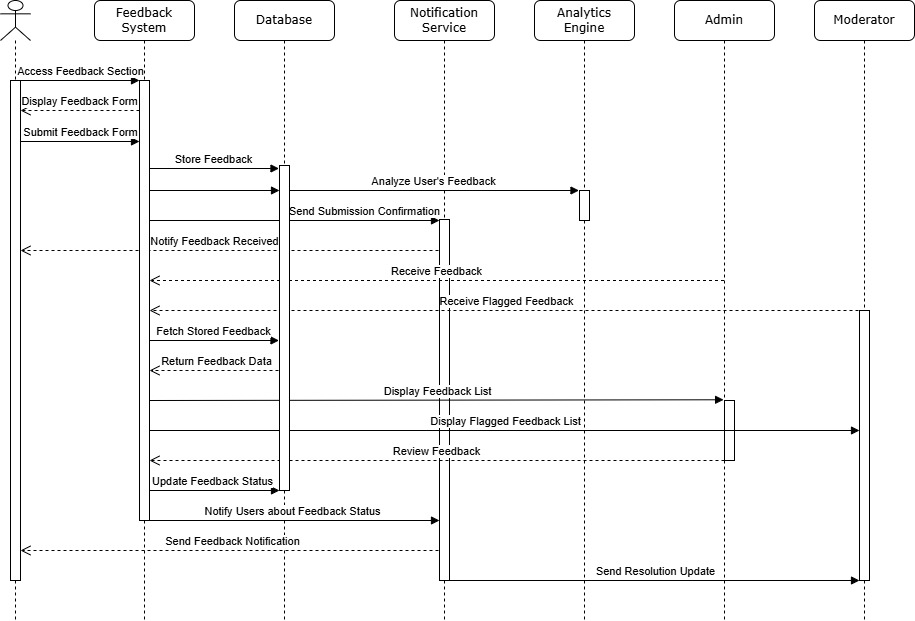 Feedback
System
Database
Notification
Service
Analytics
Engine
Admin
Moderator
Access Feedback Section
Display Feedback Form
Submit Feedback Form
Store Feedback
Analyze User's Feedback
Send Submission Confirmation
Notify Feedback Received
Receive Feedback
Receive Flagged Feedback
Fetch Stored Feedback
Return Feedback Data
Display Feedback List
Display Flagged Feedback List
Review Feedback
Update Feedback Status
Notify Users about Feedback Status
Send Feedback Notification
Send Resolution Update